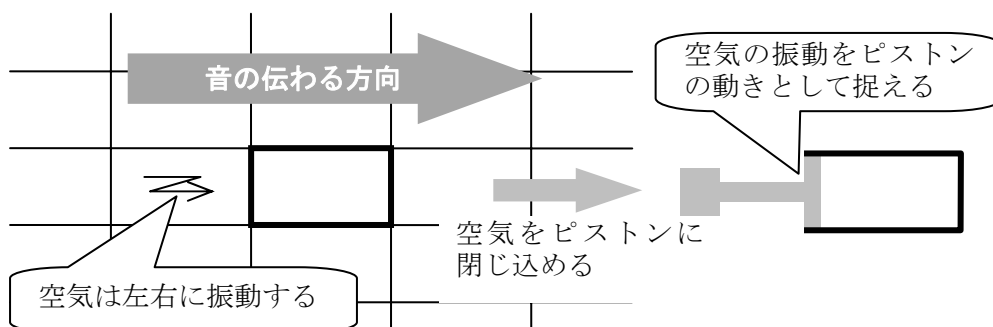 音の伝わる方向
空気の振動をピストン
の動きとして捉える
空気をピストンに
閉じ込める
空気は左右に振動する